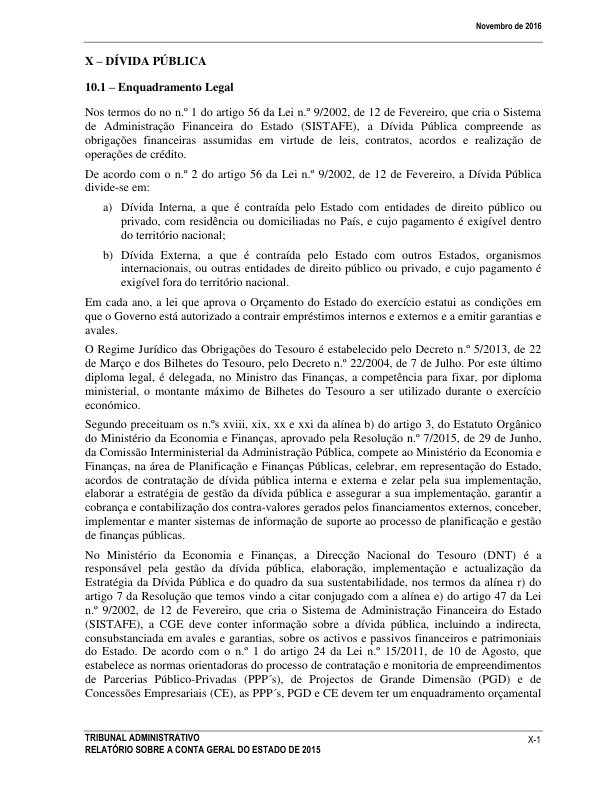 Novembro de 2016
X – DÍVIDA PÚBLICA
10.1 – Enquadramento Legal
Nos termos do no n.º 1 do artigo 56 da Lei n.º 9/2002, de 12 de Fevereiro, que cria o Sistema
de Administração Financeira do Estado (SISTAFE), a Dívida Pública compreende as
obrigações financeiras assumidas em virtude de leis, contratos, acordos e realização de
operações de crédito.
De acordo com o n.º 2 do artigo 56 da Lei n.º 9/2002, de 12 de Fevereiro, a Dívida Pública
divide-se em:
a) Dívida Interna, a que é contraída pelo Estado com entidades de direito público ou
privado, com residência ou domiciliadas no País, e cujo pagamento é exigível dentro
do território nacional;
b) Dívida Externa, a que é contraída pelo Estado com outros Estados, organismos
internacionais, ou outras entidades de direito público ou privado, e cujo pagamento é
exigível fora do território nacional.
Em cada ano, a lei que aprova o Orçamento do Estado do exercício estatui as condições em
que o Governo está autorizado a contrair empréstimos internos e externos e a emitir garantias e
avales.
O Regime Jurídico das Obrigações do Tesouro é estabelecido pelo Decreto n.º 5/2013, de 22
de Março e dos Bilhetes do Tesouro, pelo Decreto n.º 22/2004, de 7 de Julho. Por este último
diploma legal, é delegada, no Ministro das Finanças, a competência para fixar, por diploma
ministerial, o montante máximo de Bilhetes do Tesouro a ser utilizado durante o exercício
económico.
Segundo preceituam os n.ºs xviii, xix, xx e xxi da alínea b) do artigo 3, do Estatuto Orgânico
do Ministério da Economia e Finanças, aprovado pela Resolução n.º 7/2015, de 29 de Junho,
da Comissão Interministerial da Administração Pública, compete ao Ministério da Economia e
Finanças, na área de Planificação e Finanças Públicas, celebrar, em representação do Estado,
acordos de contratação de dívida pública interna e externa e zelar pela sua implementação,
elaborar a estratégia de gestão da dívida pública e assegurar a sua implementação, garantir a
cobrança e contabilização dos contra-valores gerados pelos financiamentos externos, conceber,
implementar e manter sistemas de informação de suporte ao processo de planificação e gestão
de finanças públicas.
No Ministério da Economia e Finanças, a Direcção Nacional do Tesouro (DNT) é a
responsável pela gestão da dívida pública, elaboração, implementação e actualização da
Estratégia da Dívida Pública e do quadro da sua sustentabilidade, nos termos da alínea r) do
artigo 7 da Resolução que temos vindo a citar conjugado com a alínea e) do artigo 47 da Lei
n.º 9/2002, de 12 de Fevereiro, que cria o Sistema de Administração Financeira do Estado
(SISTAFE), a CGE deve conter informação sobre a dívida pública, incluindo a indirecta,
consubstanciada em avales e garantias, sobre os activos e passivos financeiros e patrimoniais
do Estado. De acordo com o n.º 1 do artigo 24 da Lei n.º 15/2011, de 10 de Agosto, que
estabelece as normas orientadoras do processo de contratação e monitoria de empreendimentos
de Parcerias Público-Privadas (PPP´s), de Projectos de Grande Dimensão (PGD) e de
Concessões Empresariais (CE), as PPP´s, PGD e CE devem ter um enquadramento orçamental
TRIBUNAL ADMINISTRATIVO
RELATÓRIO SOBRE A CONTA GERAL DO ESTADO DE 2015
X-1